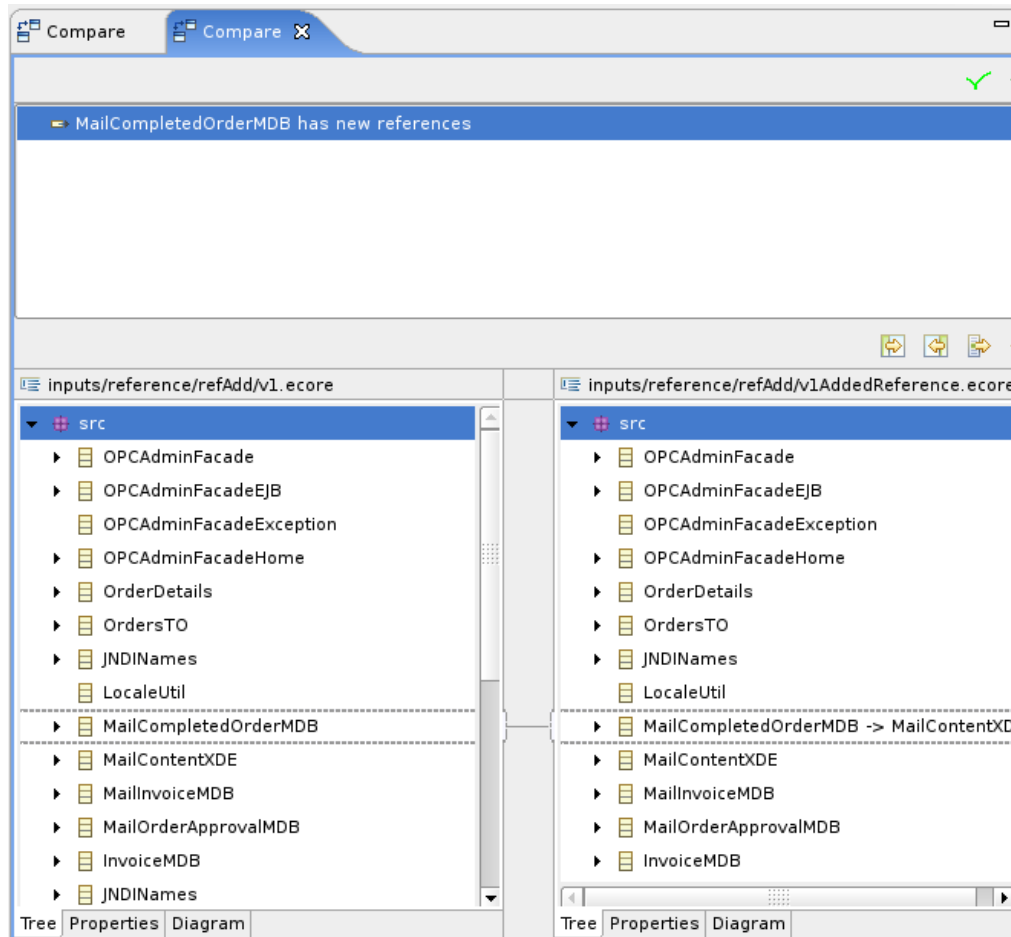 Compare
Compare
MailCompletedOrderMDB has new references
inputs/reference/refAdd/v1.ecore
src
OPCAdminFacade
OPCAdminFacadeEJB
OPCAdminFacadeException
OPCAdminFacadeHome
OrderDetails
OrdersTO
JNDINames
LocaleUtil
MailCompletedOrderMDB
MailContentXDE
MailInvoiceMDB
MailOrderApprovalMDB
InvoiceMDB
JNDINames
Tree Properties Diagram
inputs/reference/refAdd/v1AddedReference.ecore
src
OPCAdminFacade
OPCAdminFacadeEJB
OPCAdminFacadeException
OPCAdminFacadeHome
OrderDetails
OrdersTO
JNDINames
LocaleUtil
MailCompletedOrderMDB -> MailContentXD
MailContentXDE
MailInvoiceMDB
MailOrderApprovalMDB
InvoiceMDB
Tree Properties Diagram